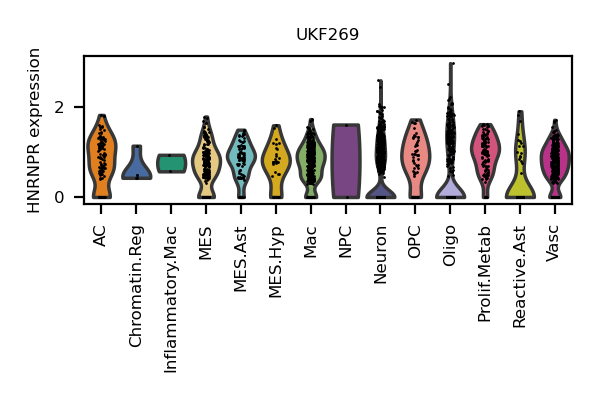 UKF269
HNRNPR expression
2
0
AC
Chromatin.Reg
Inflammatory.Mac
MES
MES.Ast
MES.Hyp
Mac
NPC
Neuron
OPC
Oligo
Prolif.Metab
Reactive.Ast
Vasc